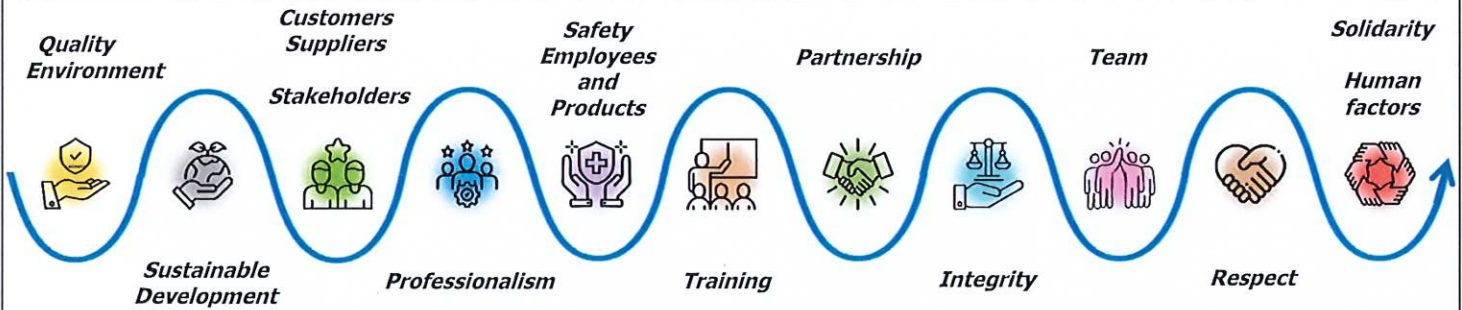 Quality
Environment
Sustainable
Development
Customers
Suppliers
Stakeholders
Professionalism
Safety
Employees
and
Products
Training
Partnership
Integrity
Team
Respect
Solidarity
Human
factors